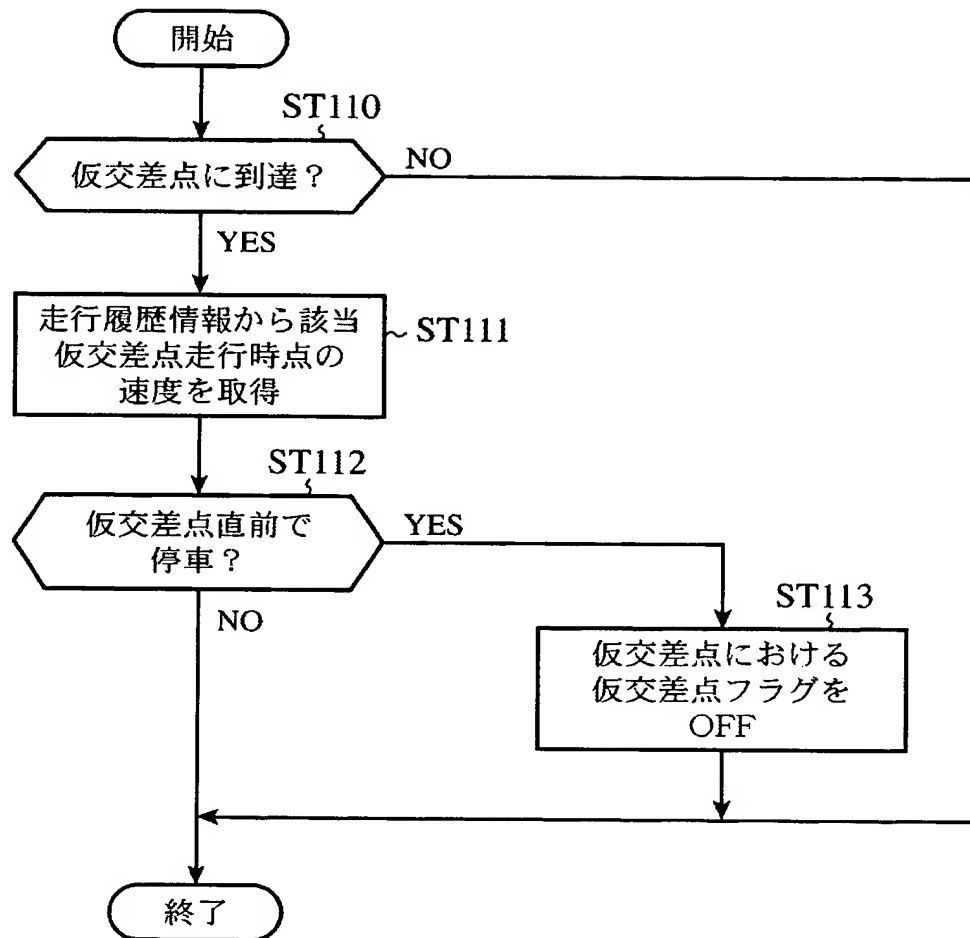 開始
ST110
仮交差点に到達？
NO
YES
走行履歴情報から該当
仮交差点走行時点の
速度を取得
ST111
ST112
仮交差点直前で
停車？
YES
NO
ST113
仮交差点における
仮交差点フラグを
OFF
終了